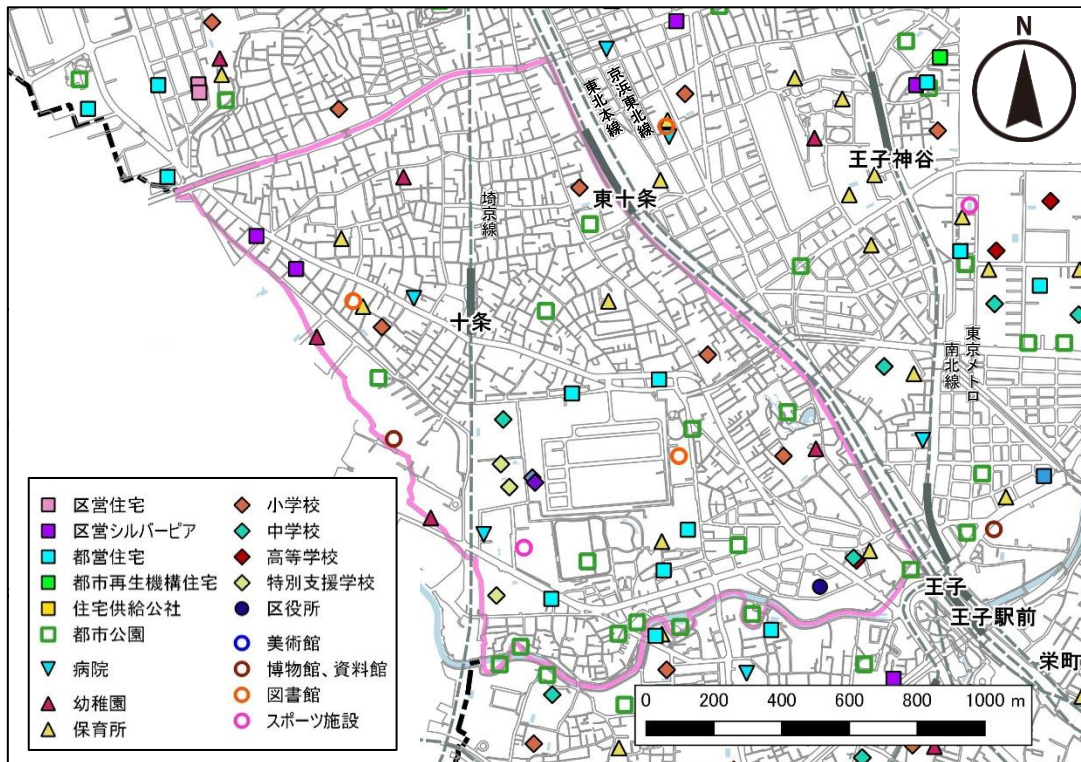 N
東北本線
京浜東北線
王子神谷
東十条
埼京線
十条
東京メトロ
南北線
王子
王子駅前
栄町
区営住宅
区営シルバーピア
都営住宅
都市再生機構住宅
住宅供給公社
都市公園
病院
幼稚園
保育所
小学校
中学校
高等学校
特別支援学校
区役所
美術館
博物館、資料館
図書館
スポーツ施設
0 200 400 600 800 1000 m